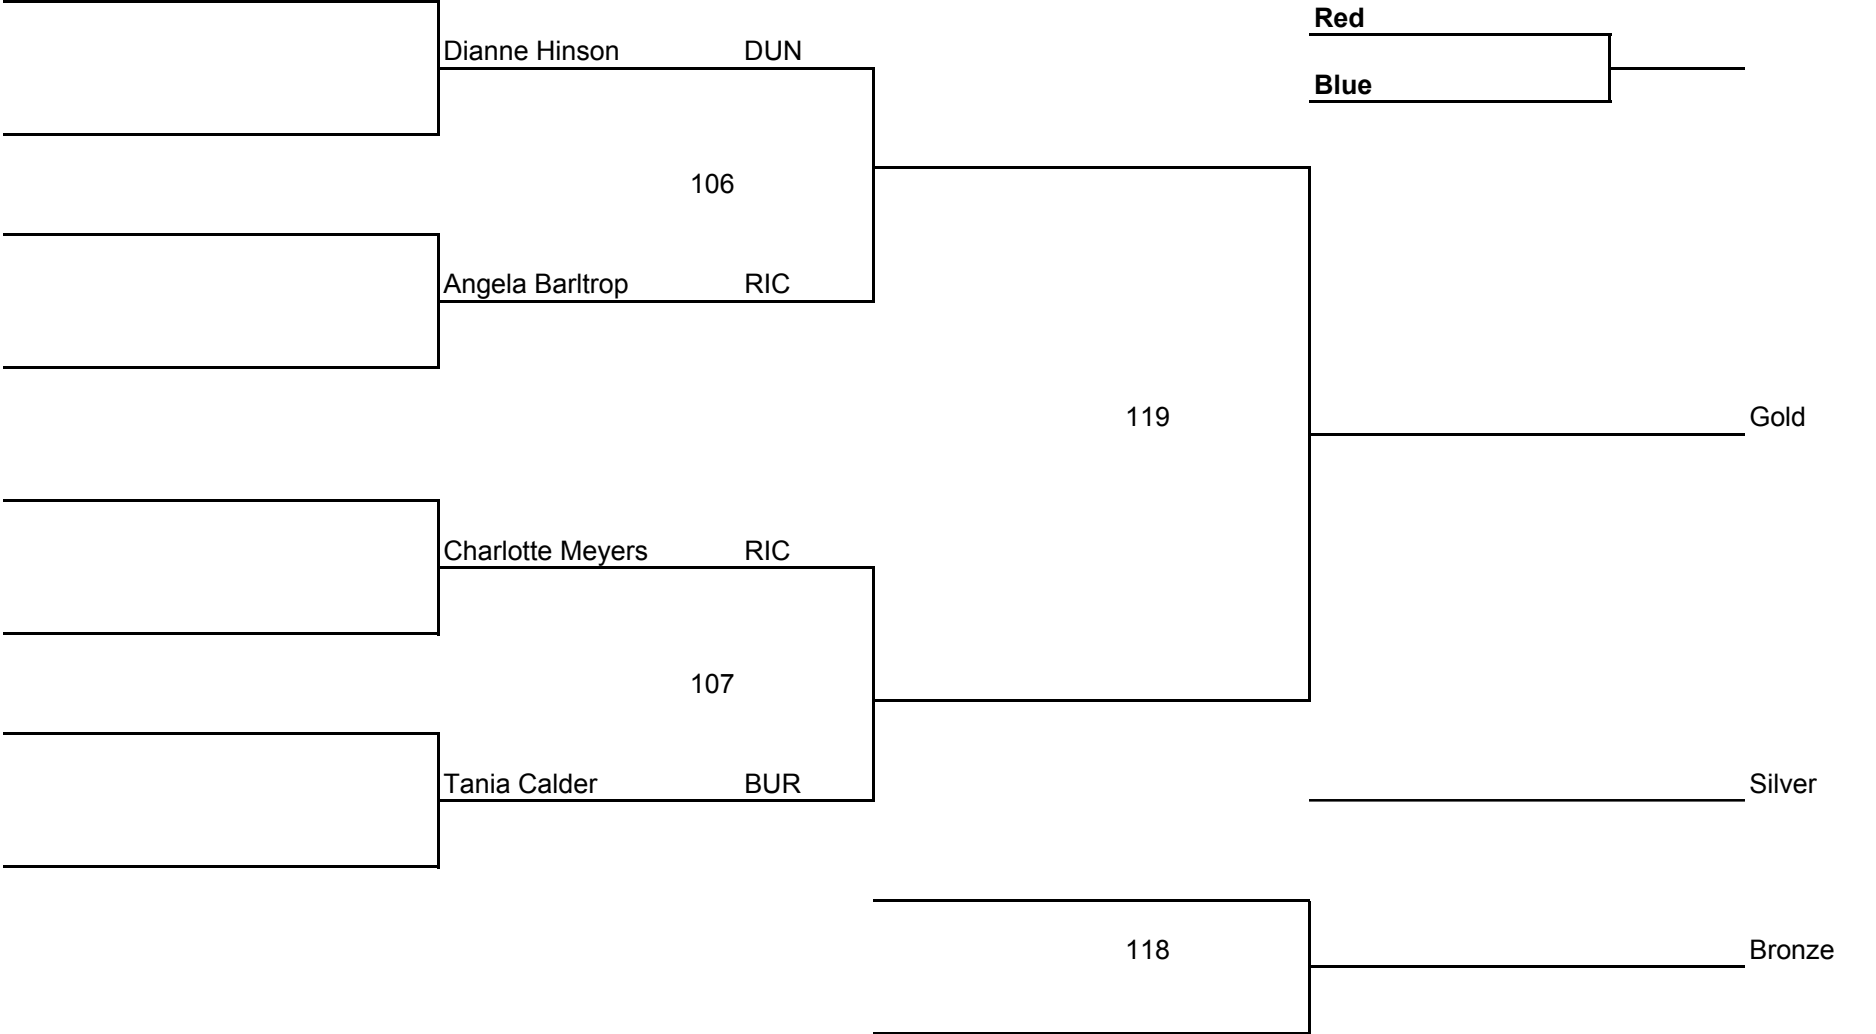 Red
Dianne Hinson DUN
Blue
106
Angela Barltrop RIC
119 Gold
Charlotte Meyers RIC
107
Tania Calder BUR Silver
118 Bronze